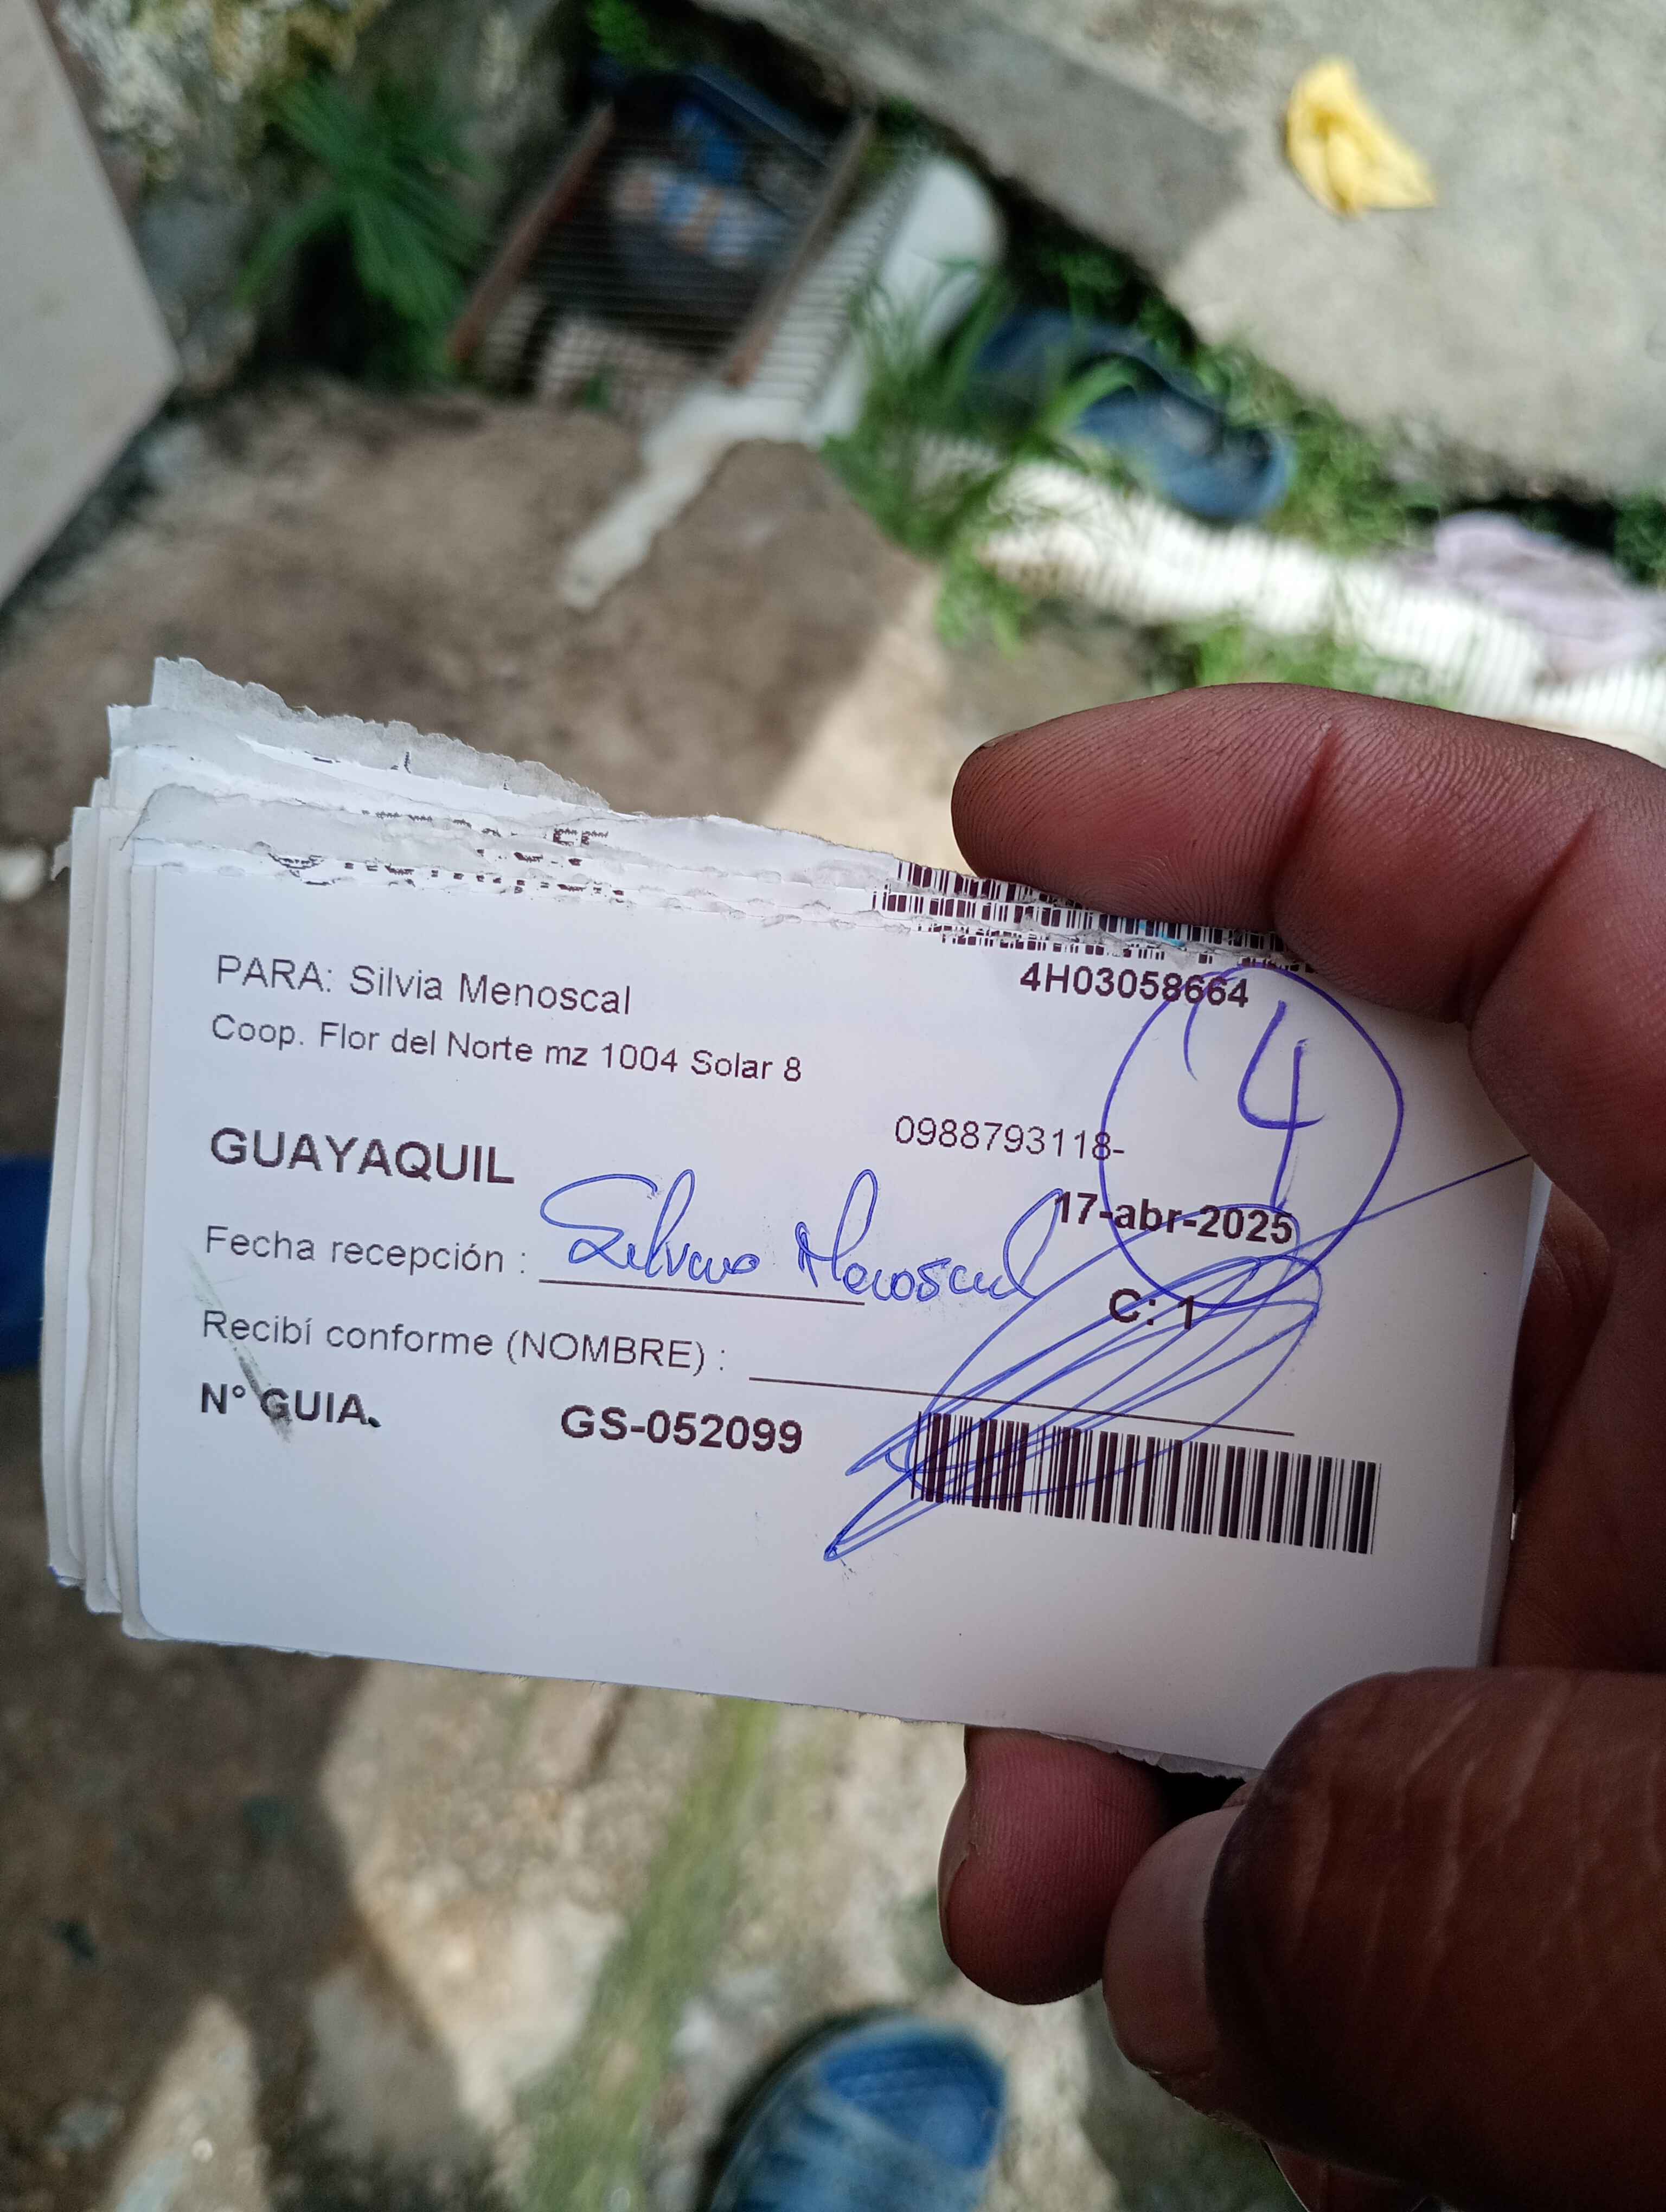 4H03058664
PARA: Silvia Menoscal
Coop. Flor del Norte mz 1004 Solar 8
4
0988793118-
GUAYAQUIL
17-abr-2025
Fecha recepción : Silvia Menoscal
C: 1
Recibí conforme (NOMBRE) :
N° GUIA. GS-052099